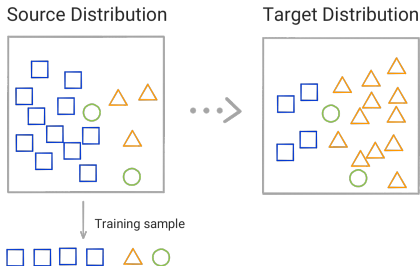 Source Distribution
Target Distribution
Training sample